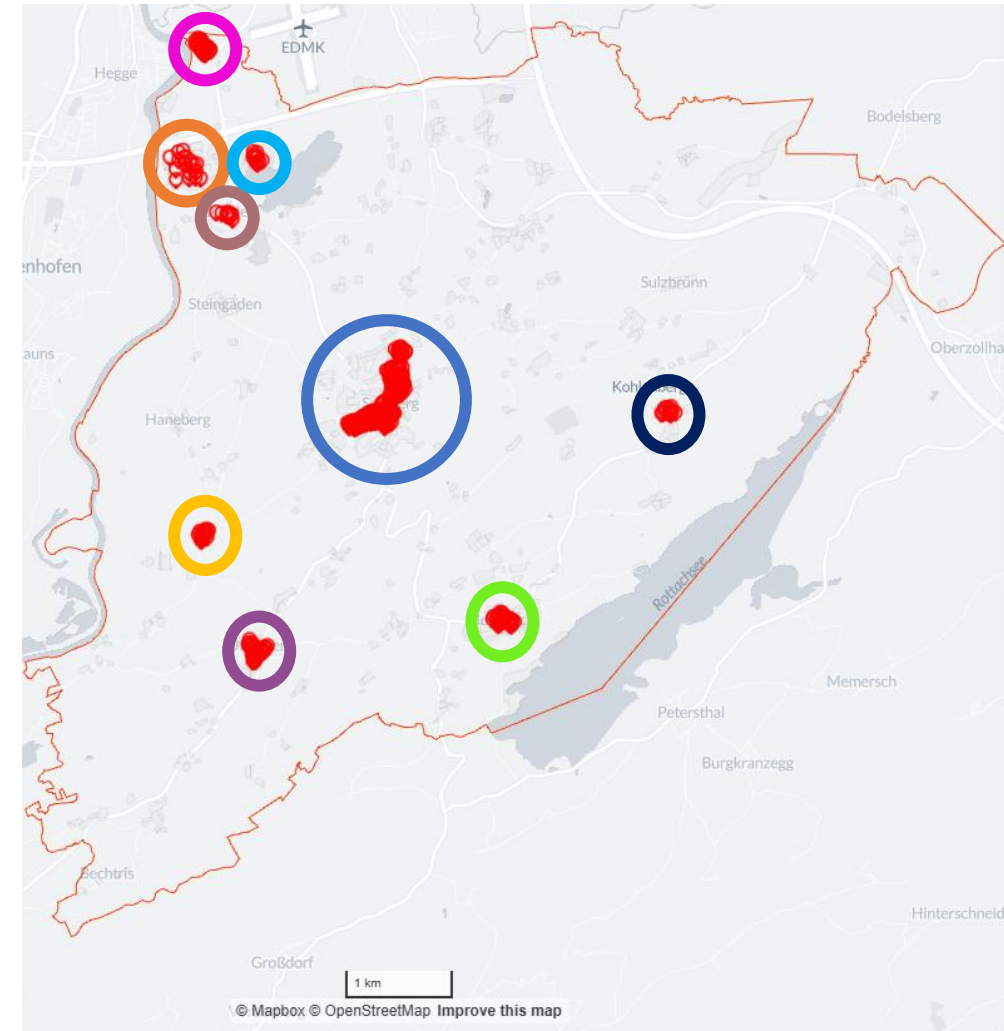 EDMK
Hegge
Bodelsberg
enhofen
Sulzbrunn
Steingaden
Oberzollha
auns
Haneberg
Rottachsee
Memersch
Petersthal
Burgkranzegg
Bechtris
Hinterschneid
Großdorf
1 km
© Mapbox © OpenStreetMap Improve this map